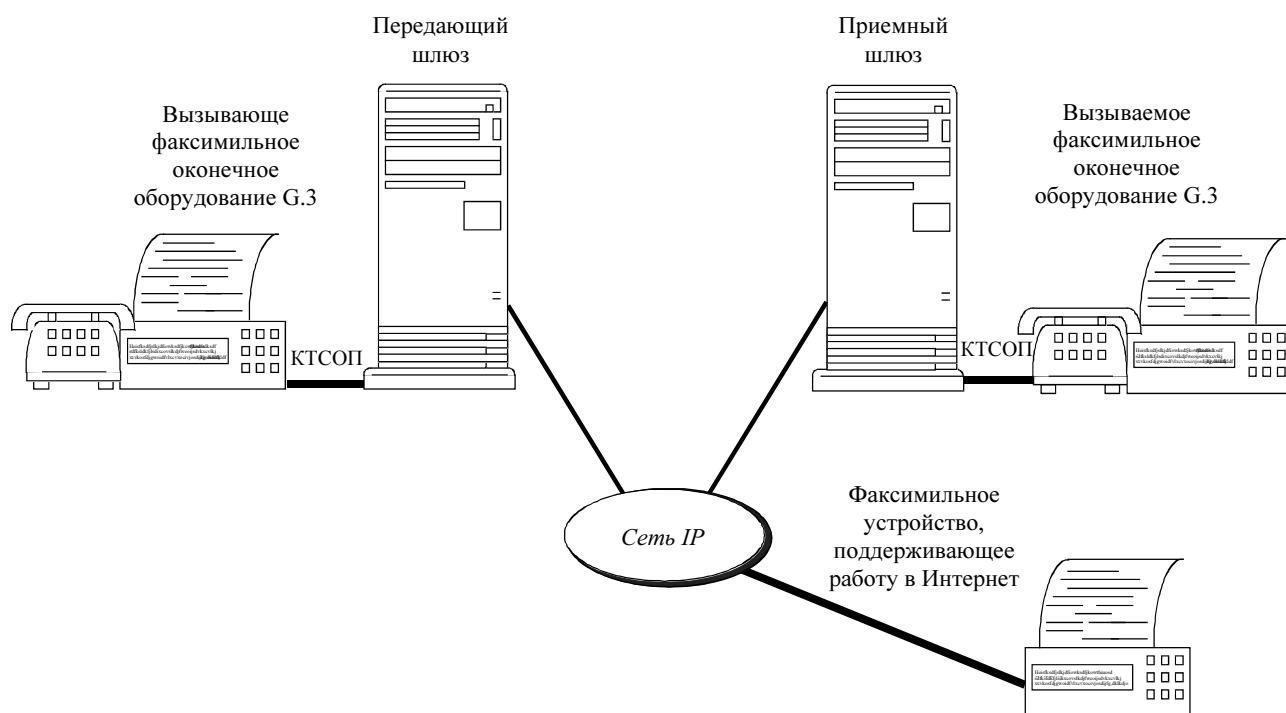 Передающий
шлюз
Приемный
шлюз
Вызывающе
факсимильное
оконечное
оборудование G.3
Вызываемое
факсимильное
оконечное
оборудование G.3
КТСОП
КТСОП
Сеть IP
Факсимильное
устройство,
поддерживающее
работу в Интернет